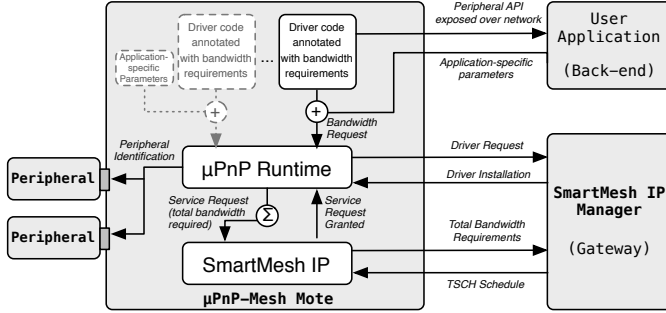 Driver code
annotated
with bandwidth
requirements
...
Driver code
annotated
with bandwidth
requirements
Application-
specific
Parameters
+
+
Peripheral API
exposed over network
Application-specific
parameters
User
Application
(Back-end)
Bandwidth
Request
Peripheral
Identification
µPnP Runtime
Driver Request
Driver Installation
Peripheral
Peripheral
Service Request
(total bandwidth
required)
Σ
Service
Request
Granted
SmartMesh IP
Manager
(Gateway)
Total Bandwidth
Requirements
SmartMesh IP
TSCH Schedule
µPnP-Mesh Mote